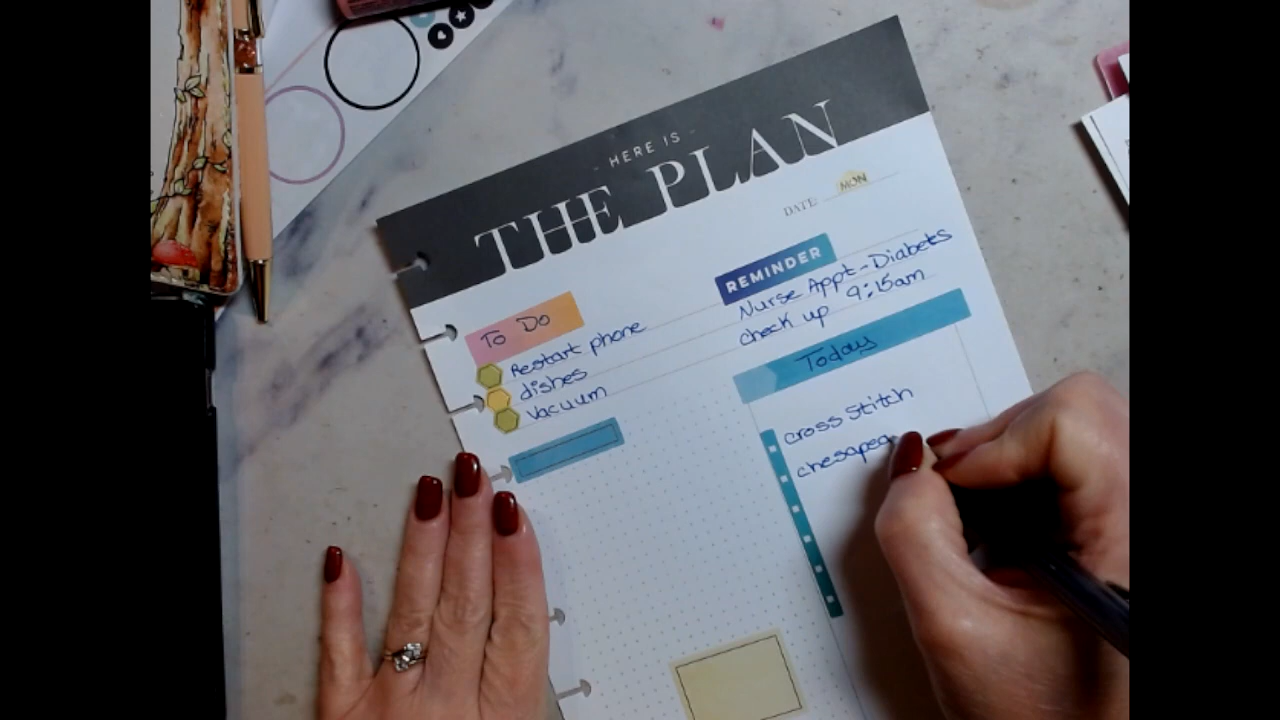 - HERE IS -
THE PLAN
DATE: MON
REMINDER
Nurse Appt-Diabets
check up 9:15am
To Do
Restart phone
dishes
Vacuum
Today
cross Stitch
chesapea